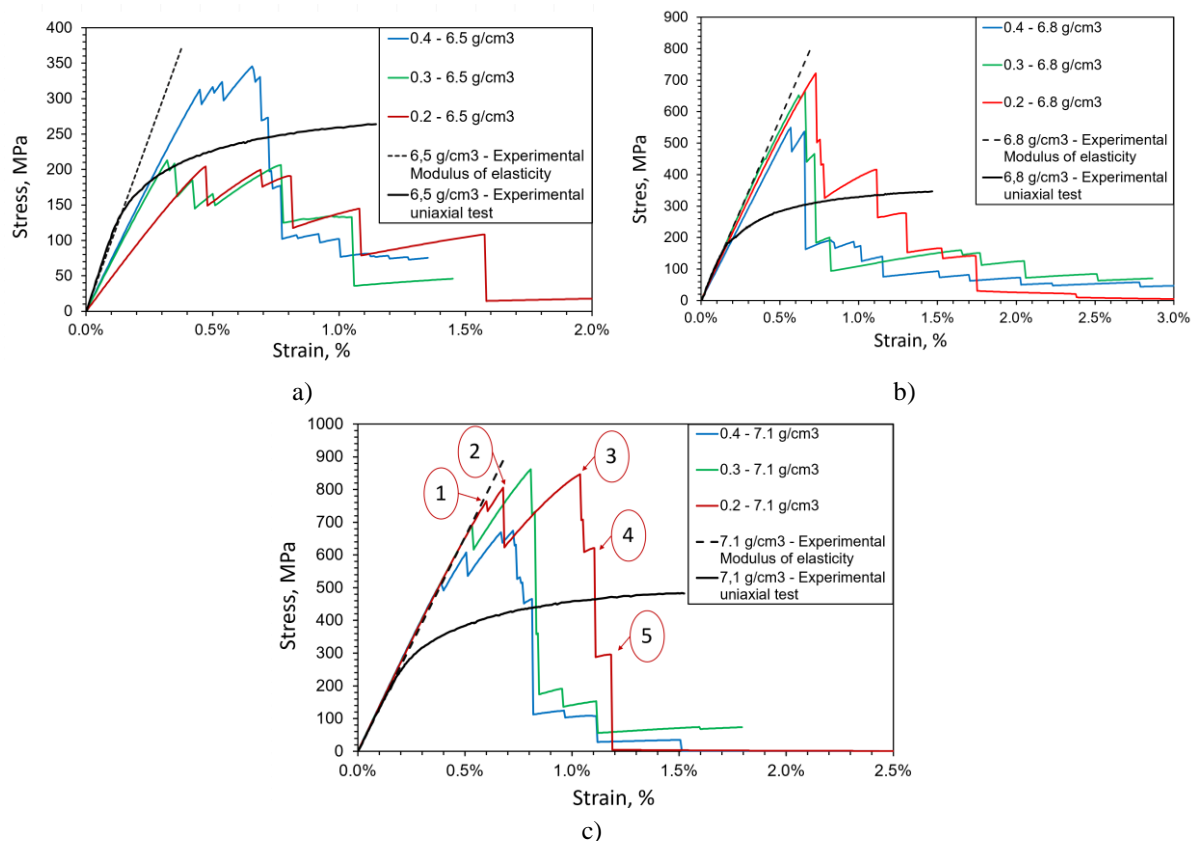 400
350
300
250
200
150
100
50
0
Stress, MPa
0.0%
0.5%
1.0%
1.5%
2.0%
Strain, %
0.4 - 6.5 g/cm3
0.3 - 6.5 g/cm3
0.2 - 6.5 g/cm3
6,5 g/cm3 - Experimental
Modulus of elasticity
6,5 g/cm3 - Experimental
uniaxial test
a)
900
800
700
600
500
400
300
200
100
0
Stress, MPa
0.0%
0.5%
1.0%
1.5%
2.0%
2.5%
3.0%
Strain, %
0.4 - 6.8 g/cm3
0.3 - 6.8 g/cm3
0.2 - 6.8 g/cm3
6.8 g/cm3 - Experimental
Modulus of elasticity
6,8 g/cm3 - Experimental
uniaxial test
b)
1000
900
800
700
600
500
400
300
200
100
0
Stress, MPa
0.0%
0.5%
1.0%
1.5%
2.0%
2.5%
Strain, %
1
2
3
4
5
0.4 - 7.1 g/cm3
0.3 - 7.1 g/cm3
0.2 - 7.1 g/cm3
7.1 g/cm3 - Experimental
Modulus of elasticity
7,1 g/cm3 - Experimental
uniaxial test
c)